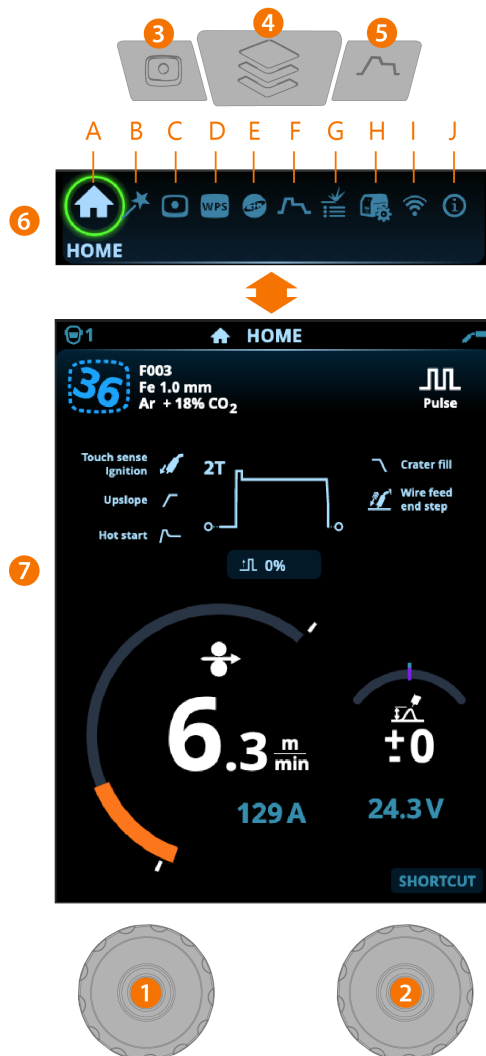 4
3
5
A B C D E F G H I J
WPS
6
HOME
1 HOME
36
F003
Fe 1.0 mm
Ar + 18% CO2
Pulse
Touch sense
Ignition
2T
Crater fill
Upslope
Wire feed
end step
Hot start
7
0%
6.3 m
min
±0
129 A
24.3 V
SHORTCUT
1
2